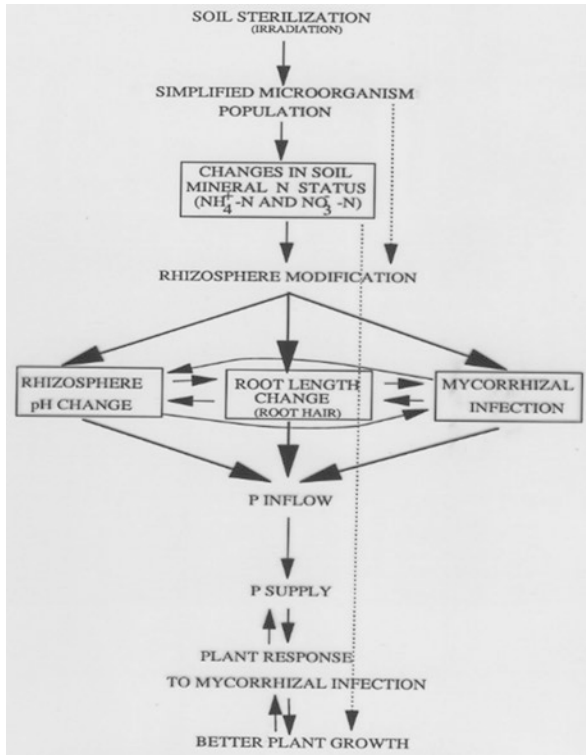 SOIL STERILIZATION
(IRRADIATION)
SIMPLIFIED MICROORGANISM
POPULATION
CHANGES IN SOIL
MINERAL N STATUS
(NH₄⁺-N AND NO₃⁻-N)
RHIZOSPHERE MODIFICATION
RHIZOSPHERE
pH CHANGE
ROOT LENGTH
CHANGE
(ROOT HAIR)
MYCORRHIZAL
INFECTION
P INFLOW
P SUPPLY
PLANT RESPONSE
TO MYCORRHIZAL INFECTION
BETTER PLANT GROWTH